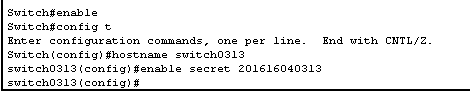 Switch#enable
Switch#config t
Enter configuration commands, one per line.  End with CNTL/Z.
Switch(config)#hostname switch0313
switch0313(config)#enable secret 201616040313
switch0313(config)#